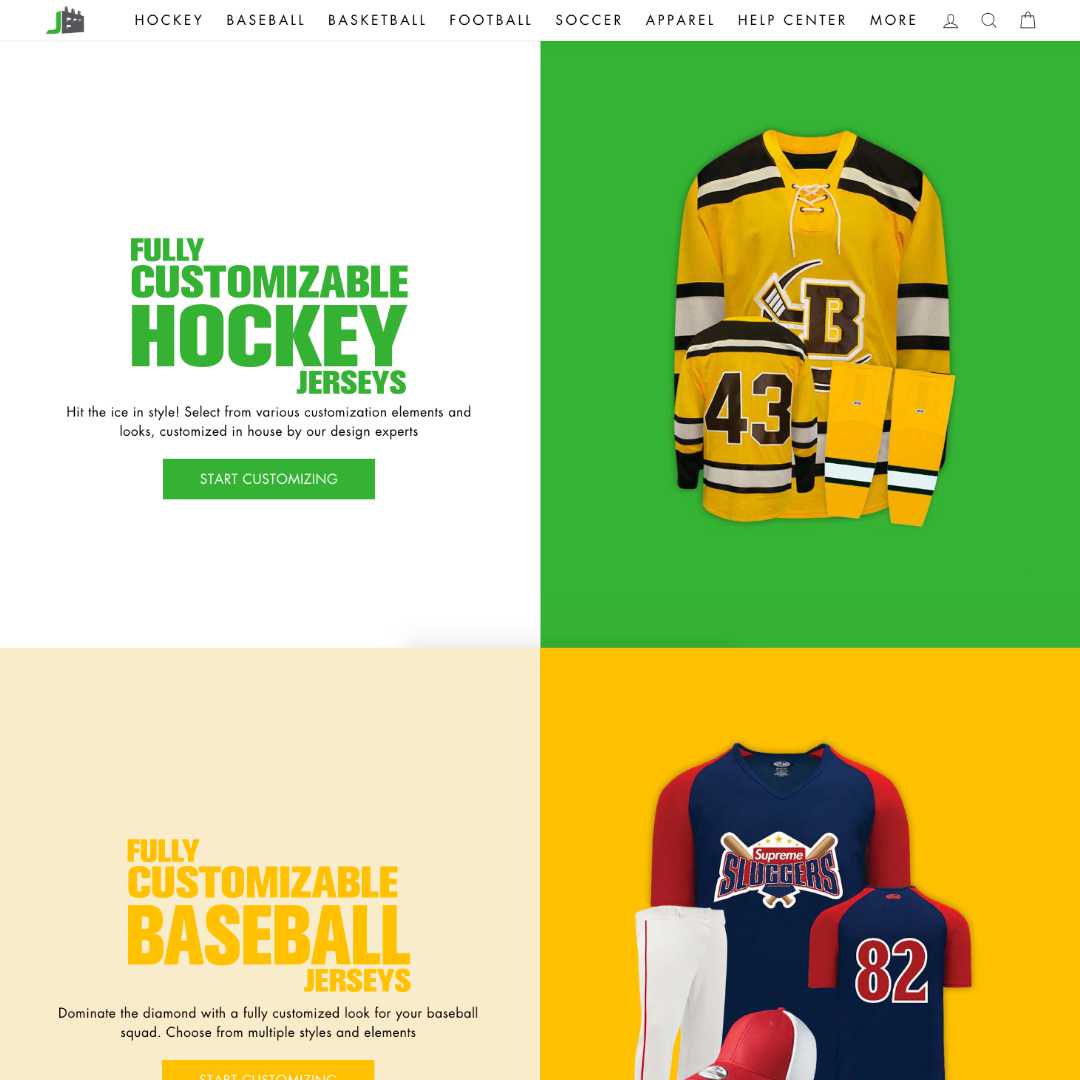 HOCKEY BASEBALL BASKETBALL FOOTBALL SOCCER APPAREL HELP CENTER MORE
FULLY
CUSTOMIZABLE
HOCKEY
JERSEYS
Hit the ice in style! Select from various customization elements and
looks, customized in house by our design experts
START CUSTOMIZING
B
43
FULLY
CUSTOMIZABLE
BASEBALL
JERSEYS
Dominate the diamond with a fully customized look for your baseball
squad. Choose from multiple styles and elements
START CUSTOMIZING
Supreme
SLUGGERS
82